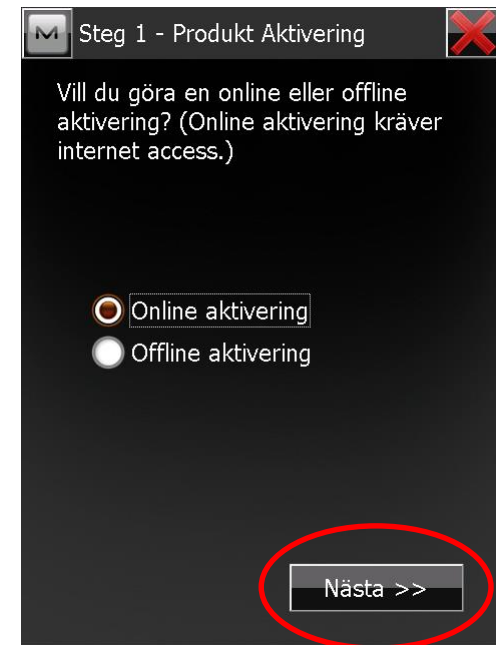 M Steg 1 - Produkt Aktivering
Vill du göra en online eller offline
aktivering? (Online aktivering kräver
internet access.)
Online aktivering
Offline aktivering
Nästa >>